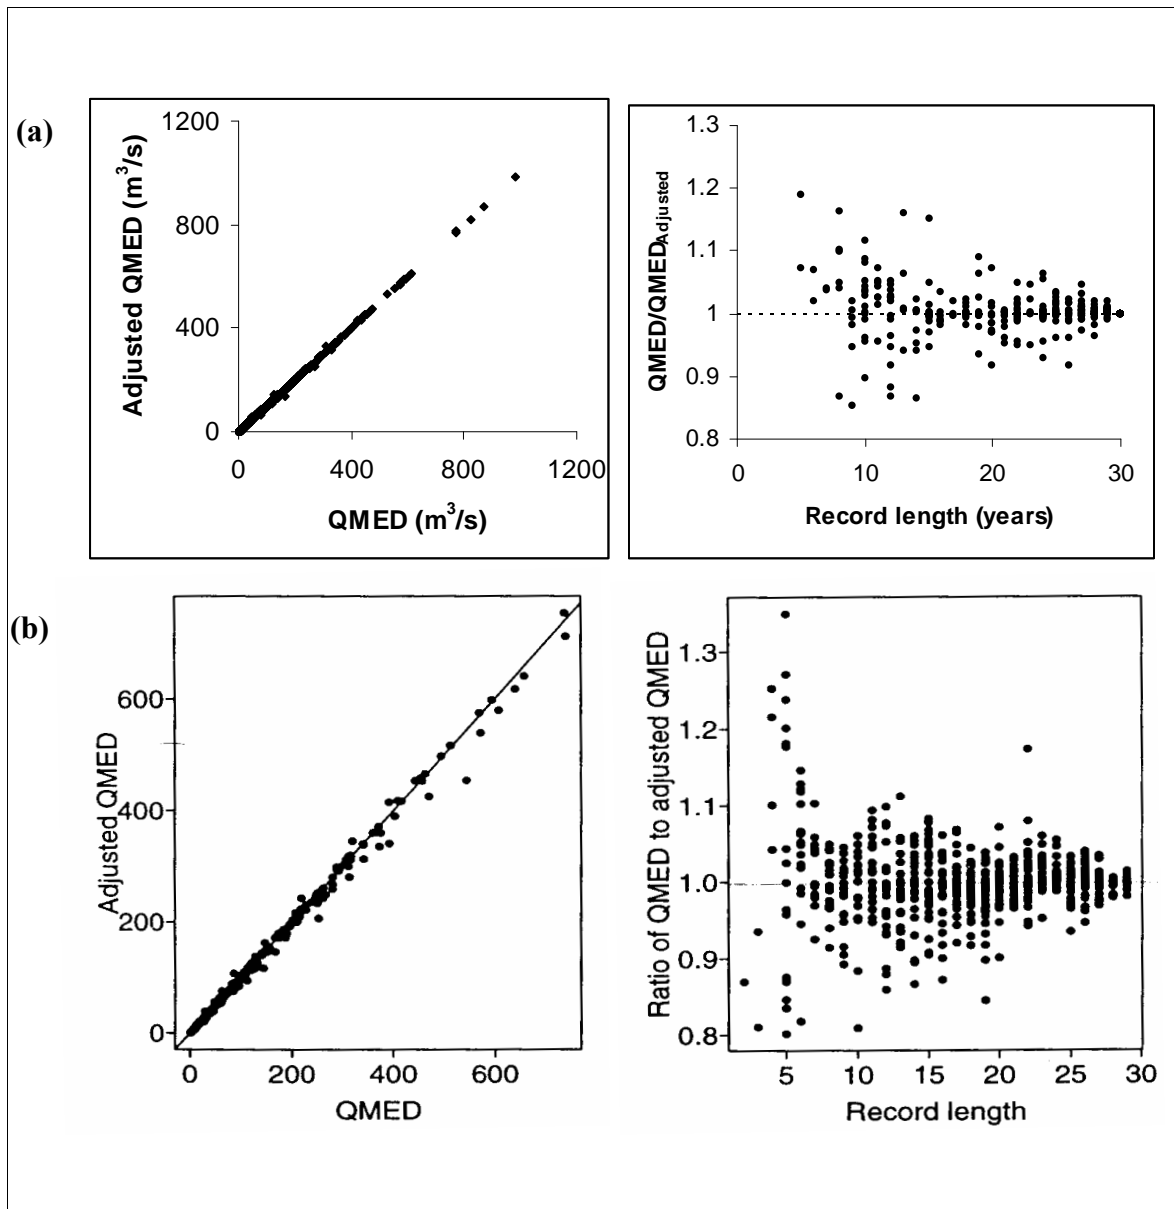 (a)
1200
800
400
0
Adjusted QMED (m³/s)
0 400 800 1200
QMED (m³/s)
1.3
1.2
1.1
1
0.9
0.8
QMED/QMED Adjusted
0 10 20 30
Record length (years)
(b)
600
400
200
0
Adjusted QMED
0 200 400 600
QMED
1.3
1.2
1.1
1.0
0.9
0.8
Ratio of QMED to adjusted QMED
5 10 15 20 25 30
Record length